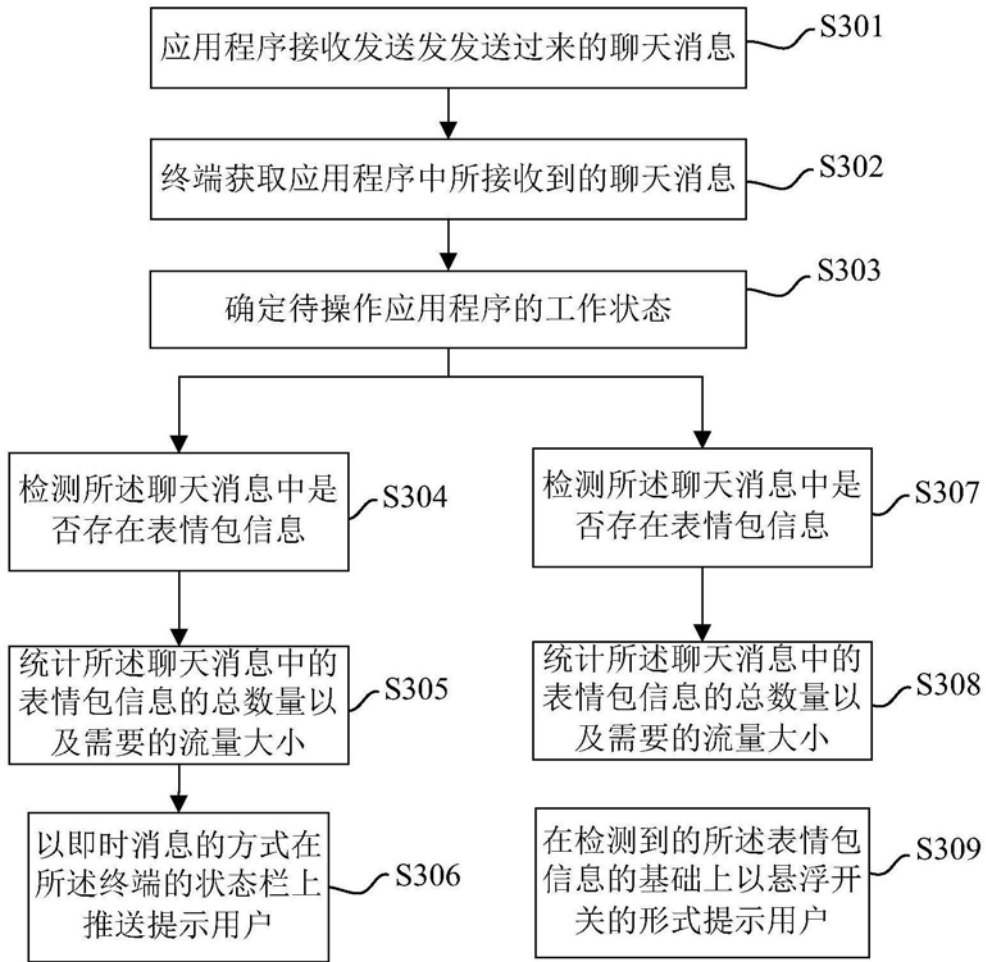 应用程序接收发送发发送过来的聊天消息
S301
终端获取应用程序中所接收到的聊天消息
S302
确定待操作应用程序的工作状态
S303
检测所述聊天消息中是
否存在表情包信息
S304
统计所述聊天消息中的
表情包信息的总数量以
及需要的流量大小
S305
以即时消息的方式在
所述终端的状态栏上
推送提示用户
S306
检测所述聊天消息中是
否存在表情包信息
S307
统计所述聊天消息中的
表情包信息的总数量以
及需要的流量大小
S308
在检测到的所述表情包
信息的基础上以悬浮开
关的形式提示用户
S309